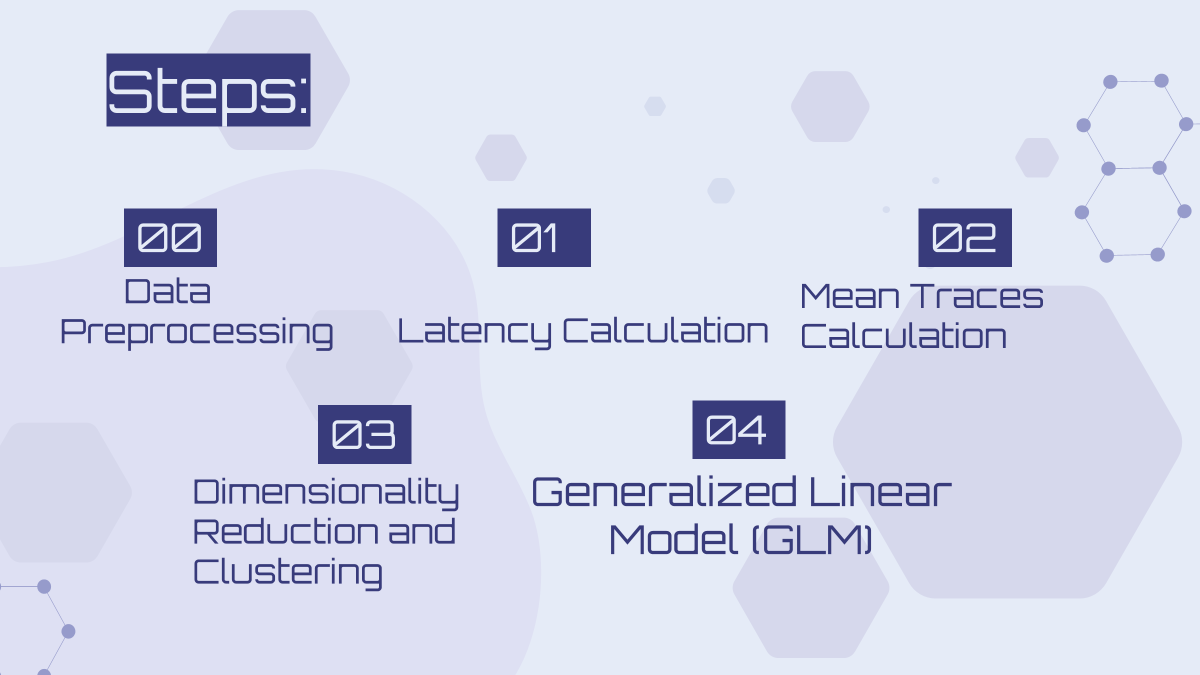 Steps:
00
Data
Preprocessing
01
Latency Calculation
02
Mean Traces
Calculation
03
Dimensionality
Reduction and
Clustering
04
Generalized Linear
Model (GLM)